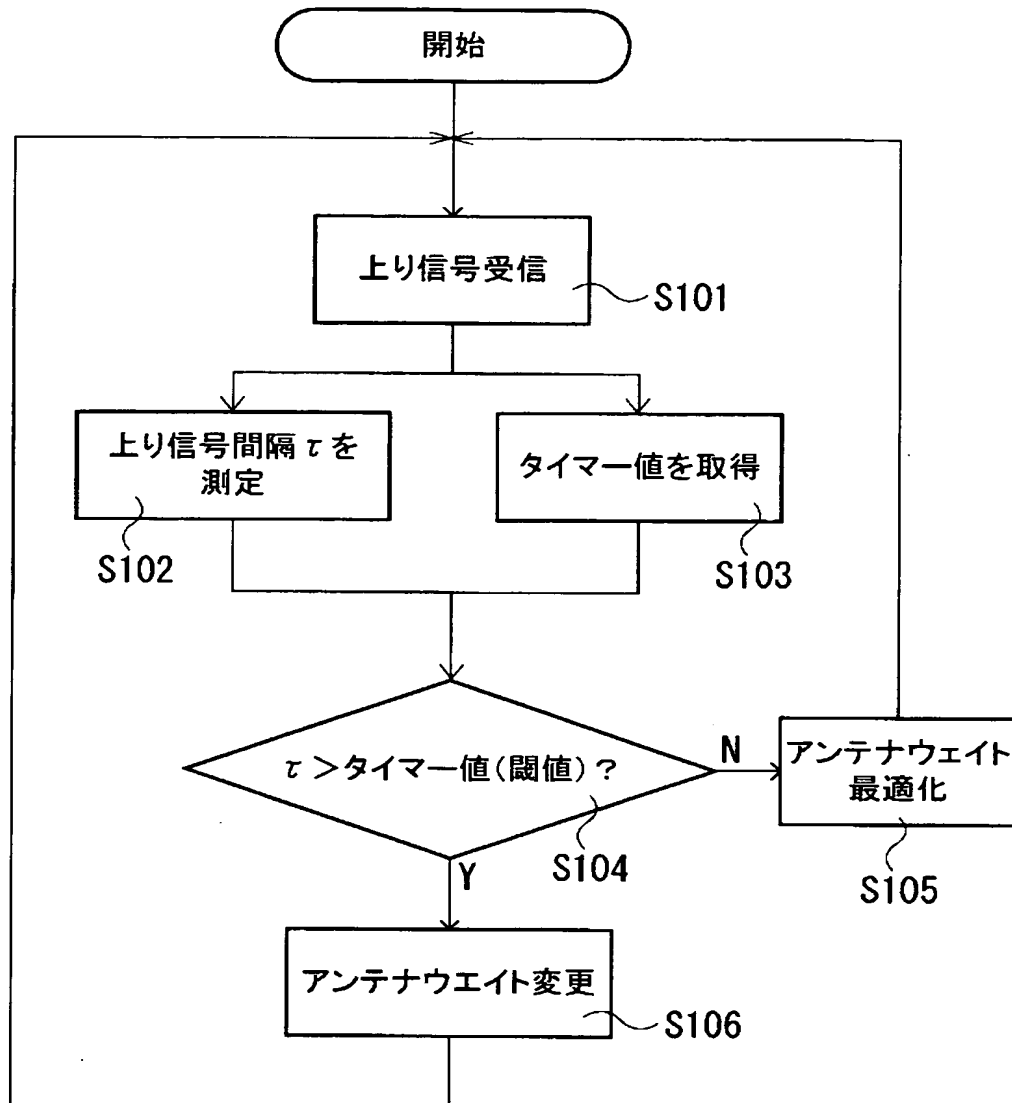 開始
上り信号受信
S101
上り信号間隔τを
測定
S102
タイマー値を取得
S103
τ＞タイマー値(閾値)？
S104
N
アンテナウェイト
最適化
S105
Y
アンテナウエイト変更
S106